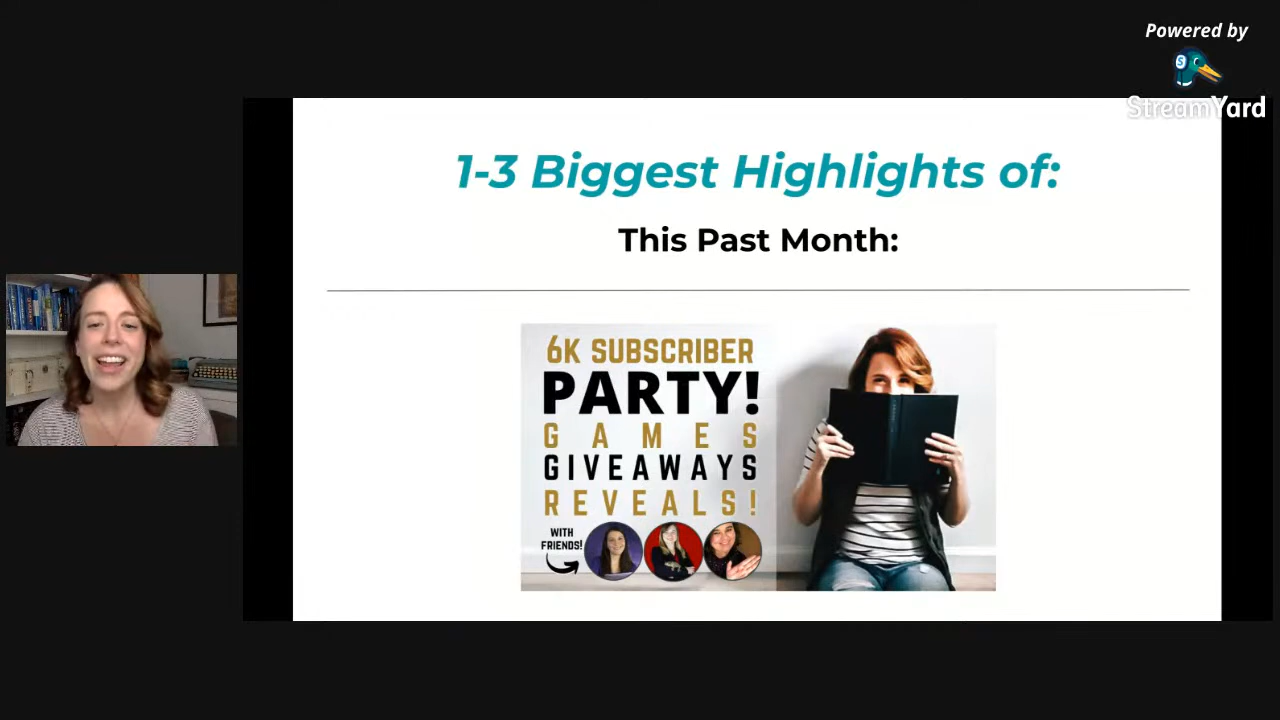 Powered by
StreamYard
1-3 Biggest Highlights of:
This Past Month:
6K SUBSCRIBER
PARTY!
GAMES
GIVEAWAYS
REVEALS!
WITH
FRIENDS!